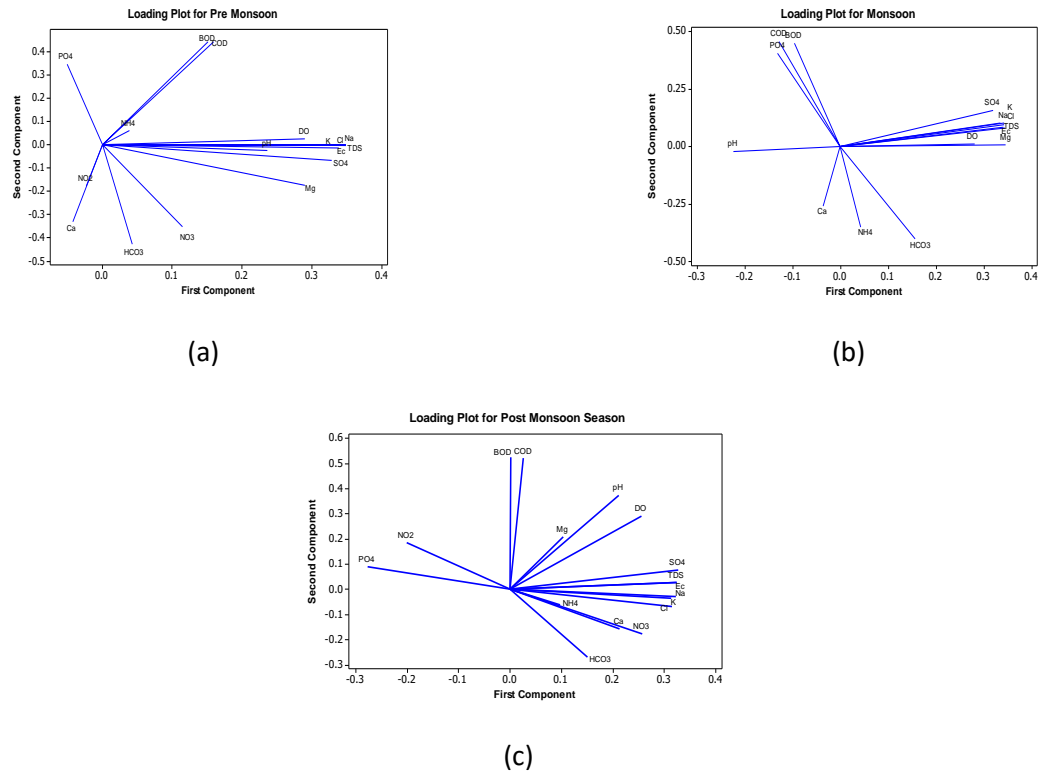 Loading Plot for Pre Monsoon
BOD
COD
0.4
PO4
0.3
0.2
NH4
0.1
DO
Na
Cl
K
pH
0.0
TDS
Ec
SO4
-0.1
NO2
Mg
-0.2
-0.3
Ca
NO3
-0.4
HCO3
-0.5
0.0 0.1 0.2 0.3 0.4
First Component
Second Component
(a)
Loading Plot for Monsoon
0.50
COD
BOD
PO4
0.25
SO4
K
Na
Cl
TDS
Ec
DO
Mg
0.00
pH
-0.25
Ca
NH4
HCO3
-0.50
-0.3 -0.2 -0.1 0.0 0.1 0.2 0.3 0.4
First Component
Second Component
(b)
Loading Plot for Post Monsoon Season
0.6
BOD COD
0.5
0.4
pH
0.3
DO
Mg
0.2
NO2
PO4
SO4
0.1
TDS
Ec
0.0
Na
NH4
K
Cl
-0.1
Ca
NO3
-0.2
HCO3
-0.3
-0.3 -0.2 -0.1 0.0 0.1 0.2 0.3 0.4
First Component
Second Component
(c)